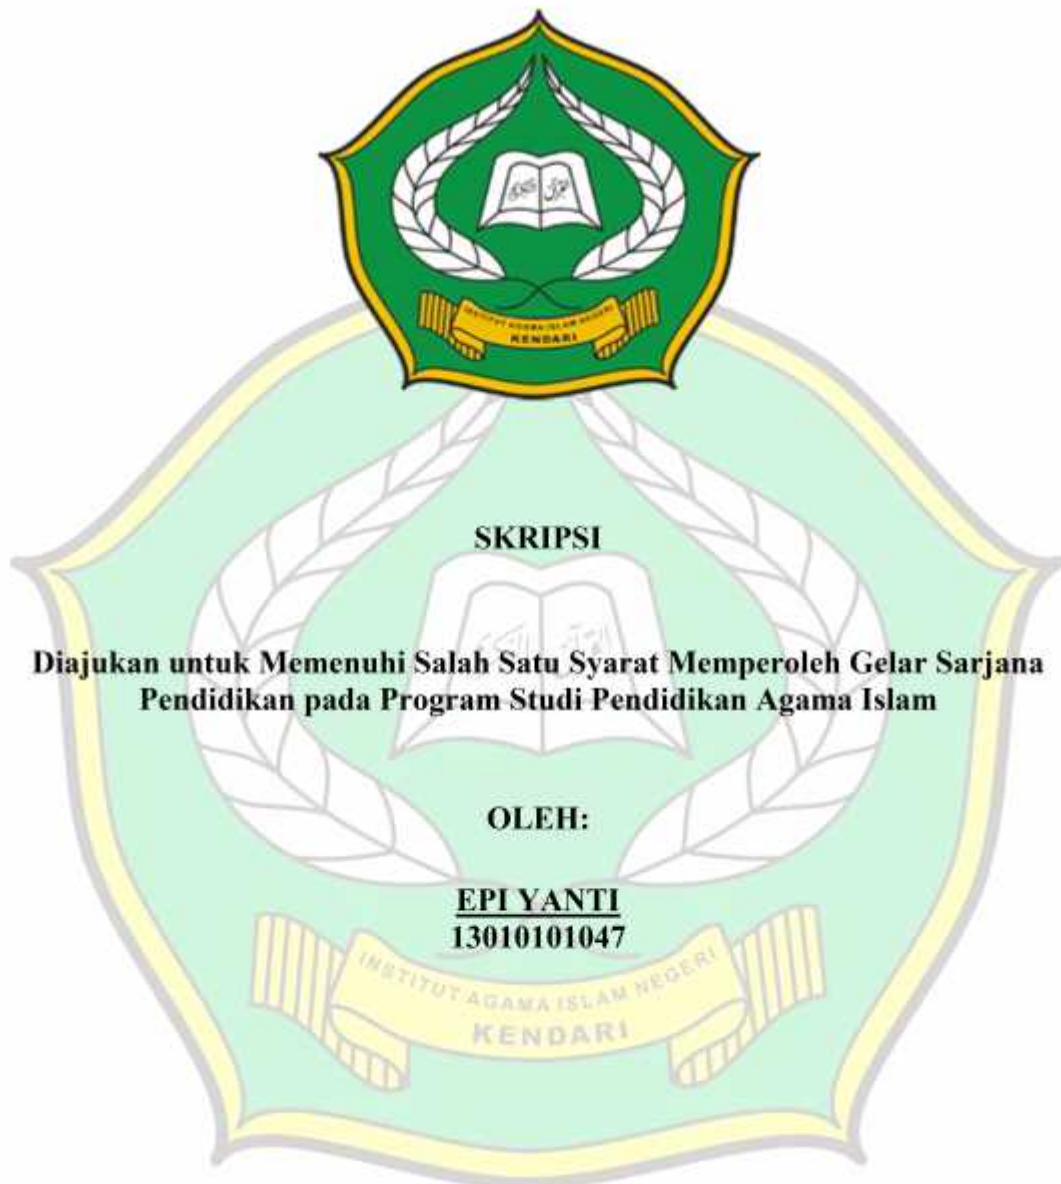 INSTITUT AGAMA ISLAM NEGERI
KENDARI
SKRIPSI
Diajukan untuk Memenuhi Salah Satu Syarat Memperoleh Gelar Sarjana
Pendidikan pada Program Studi Pendidikan Agama Islam
OLEH:
EPI YANTI
13010101047
INSTITUT AGAMA ISLAM NEGERI
KENDARI